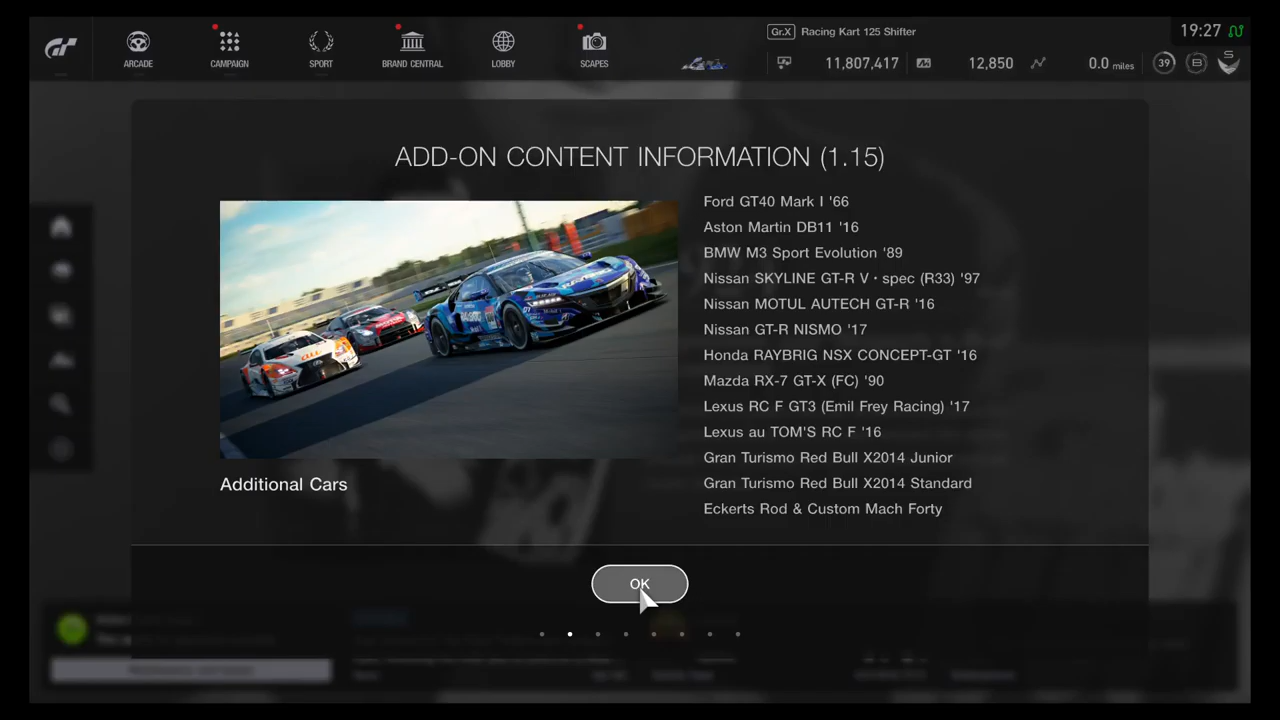 Gr.X Racing Kart 125 Shifter
19:27
ARCADE
CAMPAIGN
SPORT
BRAND CENTRAL
LOBBY
SCAPES
11,807,417
12,850
0.0 miles
39
B
S
ADD-ON CONTENT INFORMATION (1.15)
Ford GT40 Mark I '66
Aston Martin DB11 '16
BMW M3 Sport Evolution '89
Nissan SKYLINE GT-R V・spec (R33) '97
Nissan MOTUL AUTECH GT-R '16
Nissan GT-R NISMO '17
Honda RAYBRIG NSX CONCEPT-GT '16
Mazda RX-7 GT-X (FC) '90
Lexus RC F GT3 (Emil Frey Racing) '17
Lexus au TOM'S RC F '16
Gran Turismo Red Bull X2014 Junior
Gran Turismo Red Bull X2014 Standard
Eckerts Rod & Custom Mach Forty
Additional Cars
OK